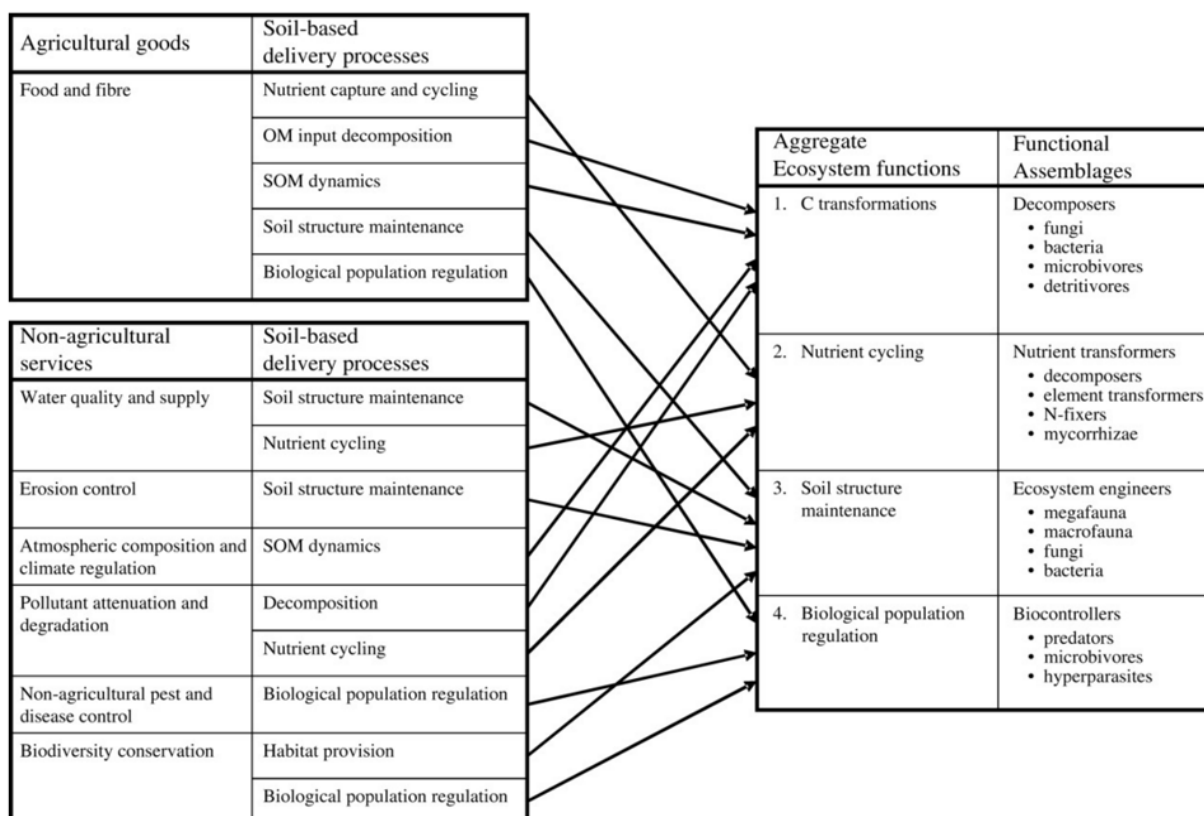 Agricultural goods
Soil-based
delivery processes
Food and fibre
Nutrient capture and cycling
OM input decomposition
SOM dynamics
Soil structure maintenance
Biological population regulation
Non-agricultural
services
Soil-based
delivery processes
Water quality and supply
Soil structure maintenance
Nutrient cycling
Erosion control
Soil structure maintenance
Atmospheric composition and
climate regulation
SOM dynamics
Pollutant attenuation and
degradation
Decomposition
Nutrient cycling
Non-agricultural pest and
disease control
Biological population regulation
Biodiversity conservation
Habitat provision
Biological population regulation
Aggregate
Ecosystem functions
Functional
Assemblages
1. C transformations
Decomposers
• fungi
• bacteria
• microbivores
• detritivores
2. Nutrient cycling
Nutrient transformers
• decomposers
• element transformers
• N-fixers
• mycorrhizae
3. Soil structure
maintenance
Ecosystem engineers
• megafauna
• macrofauna
• fungi
• bacteria
4. Biological population
regulation
Biocontrollers
• predators
• microbivores
• hyperparasites